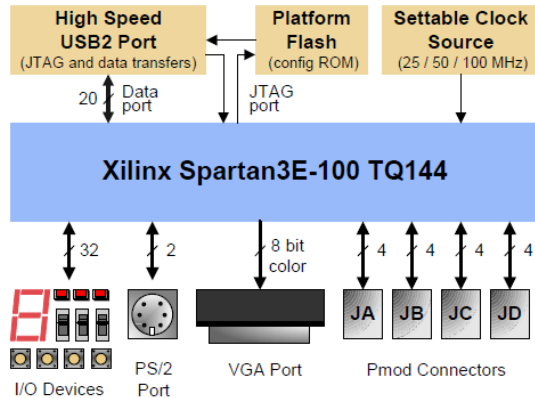 High Speed
USB2 Port
(JTAG and data transfers)
Platform
Flash
(config ROM)
Settable Clock
Source
(25 / 50 / 100 MHz)
20
Data
port
JTAG
port
Xilinx Spartan3E-100 TQ144
32
2
8 bit
color
4
4
4
4
JA
JB
JC
JD
I/O Devices
PS/2
Port
VGA Port
Pmod Connectors